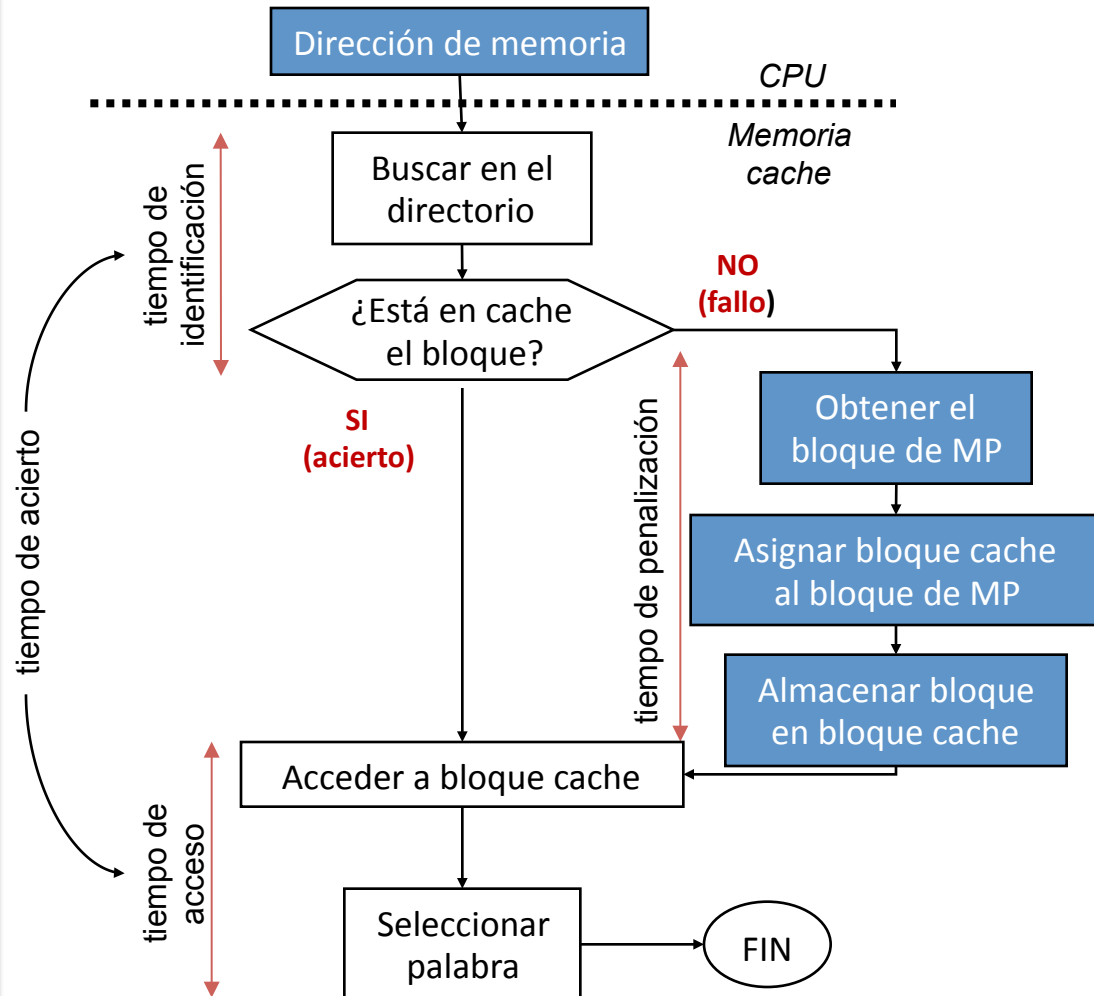 Dirección de memoria
CPU
Memoria
cache
Buscar en el
directorio
tiempo de
identificación
¿Está en cache
el bloque?
NO
(fallo)
SI
(acierto)
Obtener el
bloque de MP
Asignar bloque cache
al bloque de MP
Almacenar bloque
en bloque cache
tiempo de penalización
tiempo de acierto
Acceder a bloque cache
tiempo de
acceso
Seleccionar
palabra
FIN